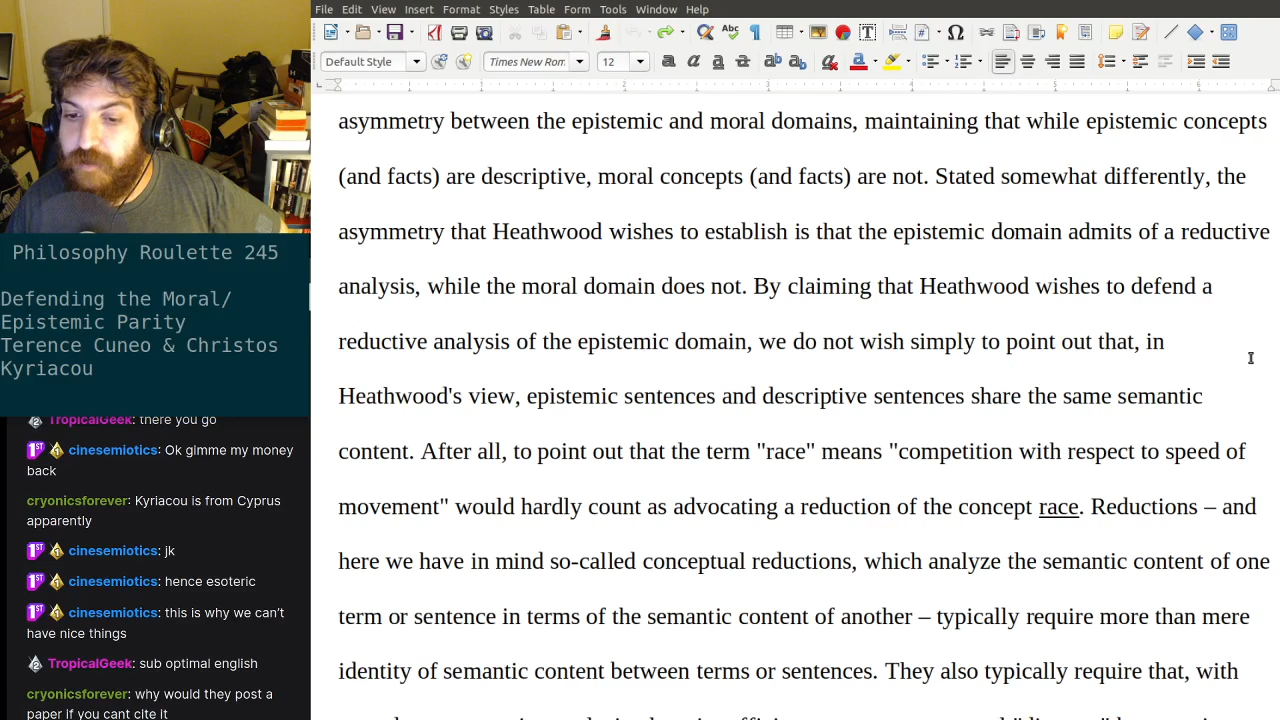 File Edit View Insert Format Styles Table Form Tools Window Help
Default Style Times New Rom 12
asymmetry between the epistemic and moral domains, maintaining that while epistemic concepts
(and facts) are descriptive, moral concepts (and facts) are not. Stated somewhat differently, the
asymmetry that Heathwood wishes to establish is that the epistemic domain admits of a reductive
analysis, while the moral domain does not. By claiming that Heathwood wishes to defend a
reductive analysis of the epistemic domain, we do not wish simply to point out that, in
Heathwood's view, epistemic sentences and descriptive sentences share the same semantic
content. After all, to point out that the term "race" means "competition with respect to speed of
movement" would hardly count as advocating a reduction of the concept race. Reductions – and
here we have in mind so-called conceptual reductions, which analyze the semantic content of one
term or sentence in terms of the semantic content of another – typically require more than mere
identity of semantic content between terms or sentences. They also typically require that, with
Philosophy Roulette 245
Defending the Moral/
Epistemic Parity
Terence Cuneo & Christos
Kyriacou
TropicalGeek: there you go
cinesemiotics: Ok gImme my money
back
cryonicsforever: Kyriacou is from Cyprus
apparently
cinesemiotics: jk
cinesemiotics: hence esoteric
cinesemiotics: this is why we can't
have nice things
TropicalGeek: sub optimal english
cryonicsforever: why would they post a
paper if you cant cite it